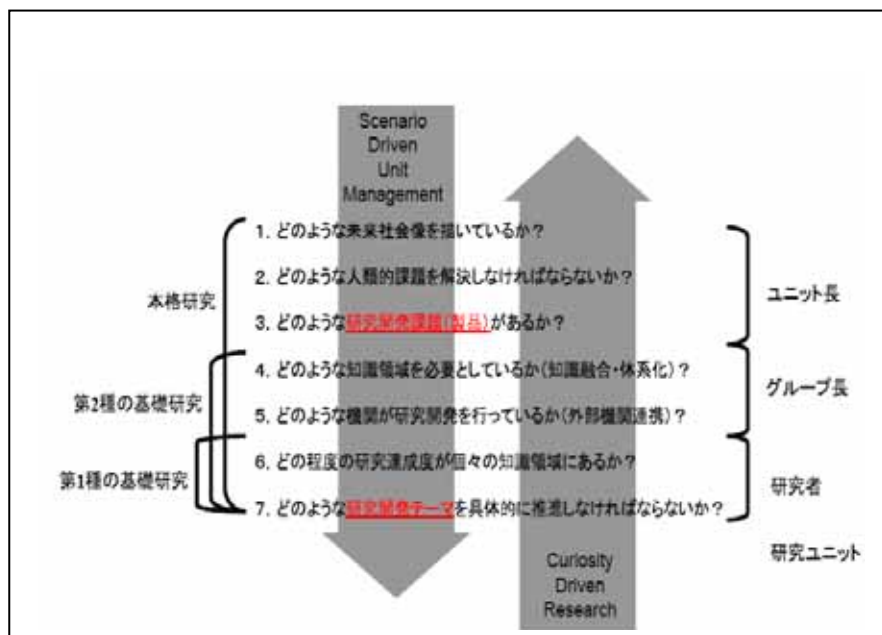 Scenario
Driven
Unit
Management
1. どのような未来社会像を描いているか?
2. どのような人類的課題を解決しなければならないか?
3. どのような研究開発課題(製品)があるか?
4. どのような知識領域を必要としているか(知識融合・体系化)?
5. どのような機関が研究開発を行っているか(外部機関連携)?
6. どの程度の研究達成度が個々の知識領域にあるか?
7. どのような研究開発テーマを具体的に推進しなければならないか?
本格研究
第2種の基礎研究
第1種の基礎研究
ユニット長
グループ長
研究者
研究ユニット
Curiosity
Driven
Research